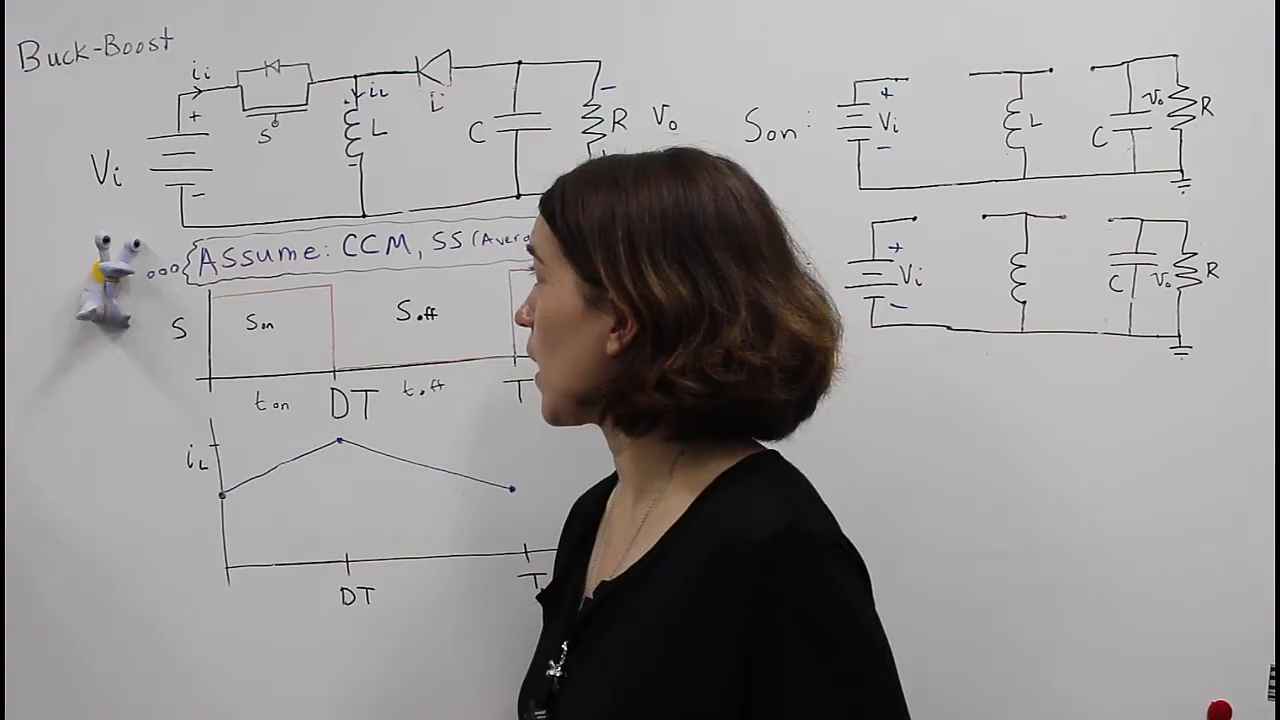 Buck-Boost
ii
+
S
iL
+
L
-
C
-
R
Vo
Vi
-
Assume: CCM, SS (Avera
S
Son
Soff
ton
DT
toff
T
iL
DT
T
Son:
+
Vi
-
L
C
Vo
R
+
Vi
-
C
Vo
R